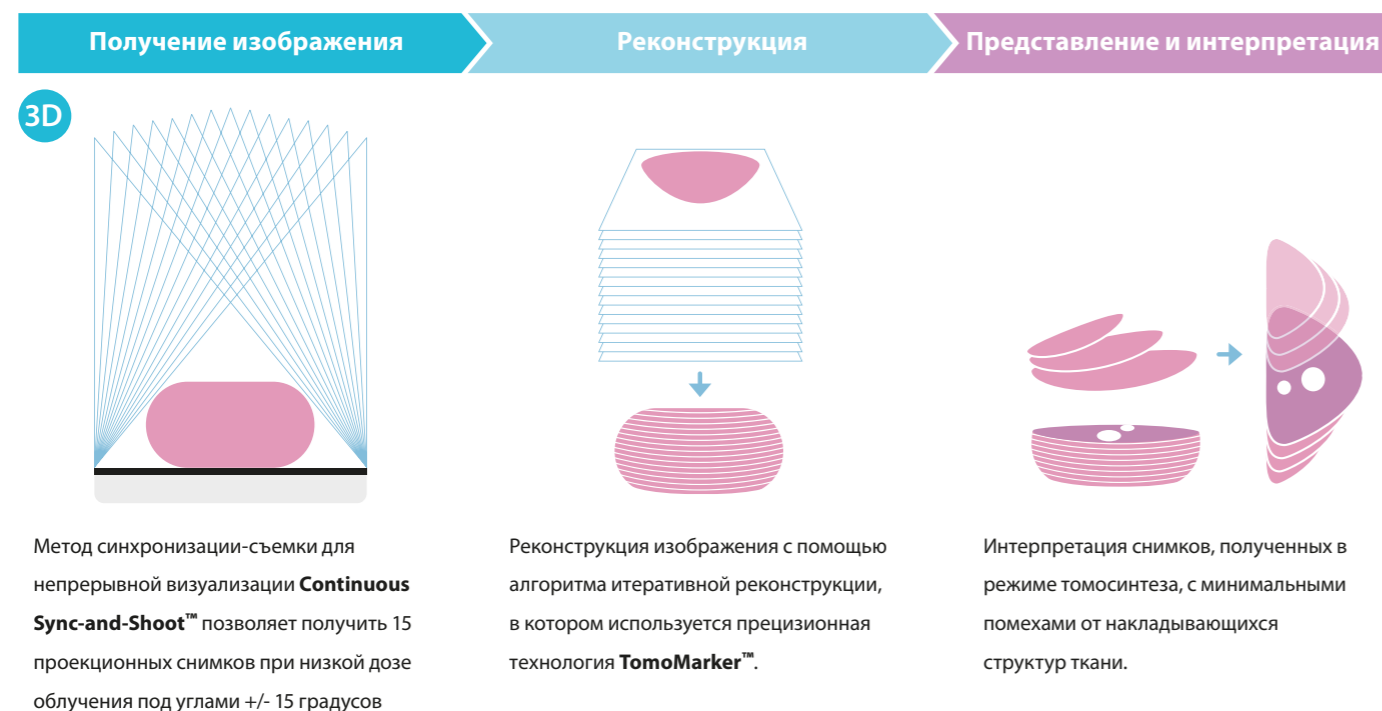 Получение изображения
Реконструкция
Представление и интерпретация
3D
Метод синхронизации-съемки для
непрерывной визуализации Continuous
Sync-and-Shoot™ позволяет получить 15
проекционных снимков при низкой дозе
облучения под углами +/- 15 градусов
Реконструкция изображения с помощью
алгоритма итеративной реконструкции,
в котором используется прецизионная
технология TomoMarker™.
Интерпретация снимков, полученных в
режиме томосинтеза, с минимальными
помехами от накладывающихся
структур ткани.